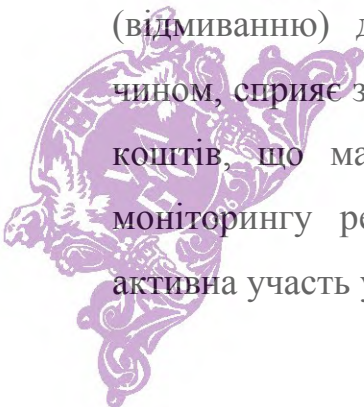 (відмиванню) д
чином, сприяє з
коштів, що ма
моніторингу ре
активна участь у